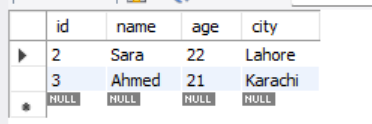 id name age city
2 Sara 22 Lahore
3 Ahmed 21 Karachi
NULL NULL NULL NULL